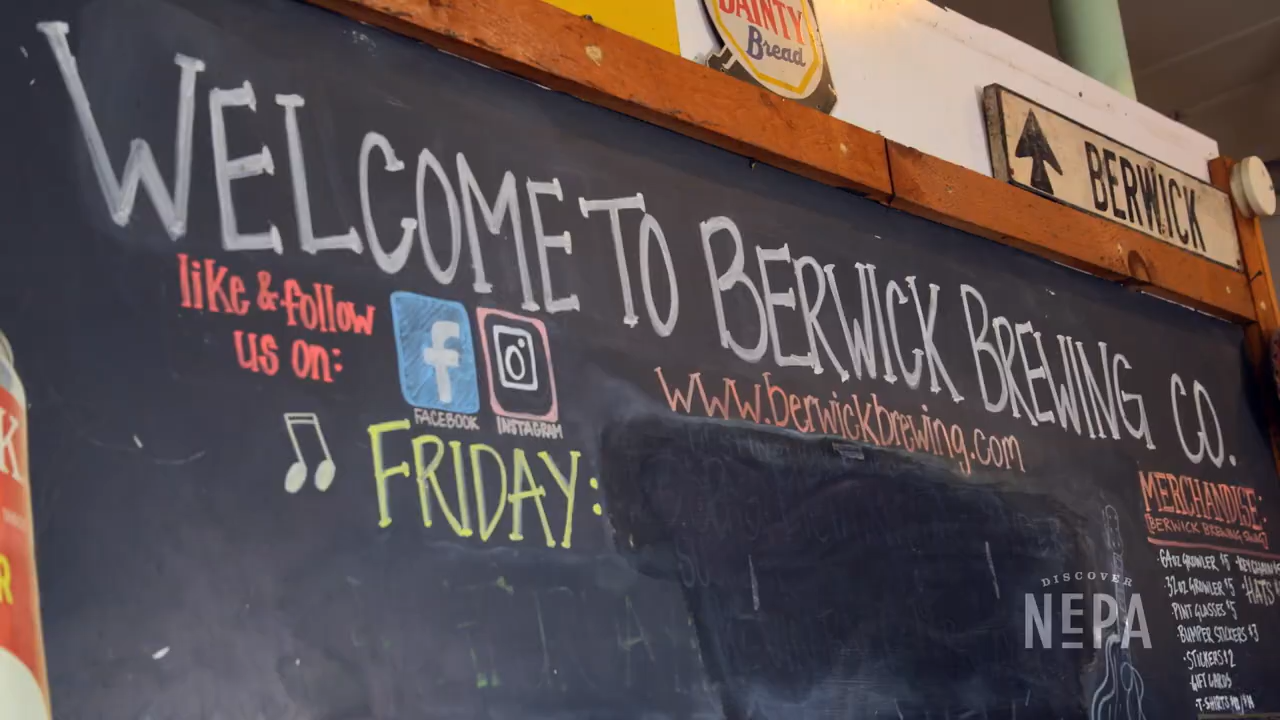 DAINTY
Bread
BERWICK
WELCOME TO BERWICK BREWING CO.
like & follow
us on:
FACEBOOK
INSTAGRAM
www.berwickbrewing.com
FRIDAY:
MERCHANDISE:
BERWICK BREWING SWAG
·64oz GROWLER $5
·32oz GROWLER $5
·HATS
·PINT GLASSES $5
·BUMPER STICKERS $3
·STICKERS $2
·GIFT CARDS
·T-SHIRTS
DISCOVER
NEPA
K
R